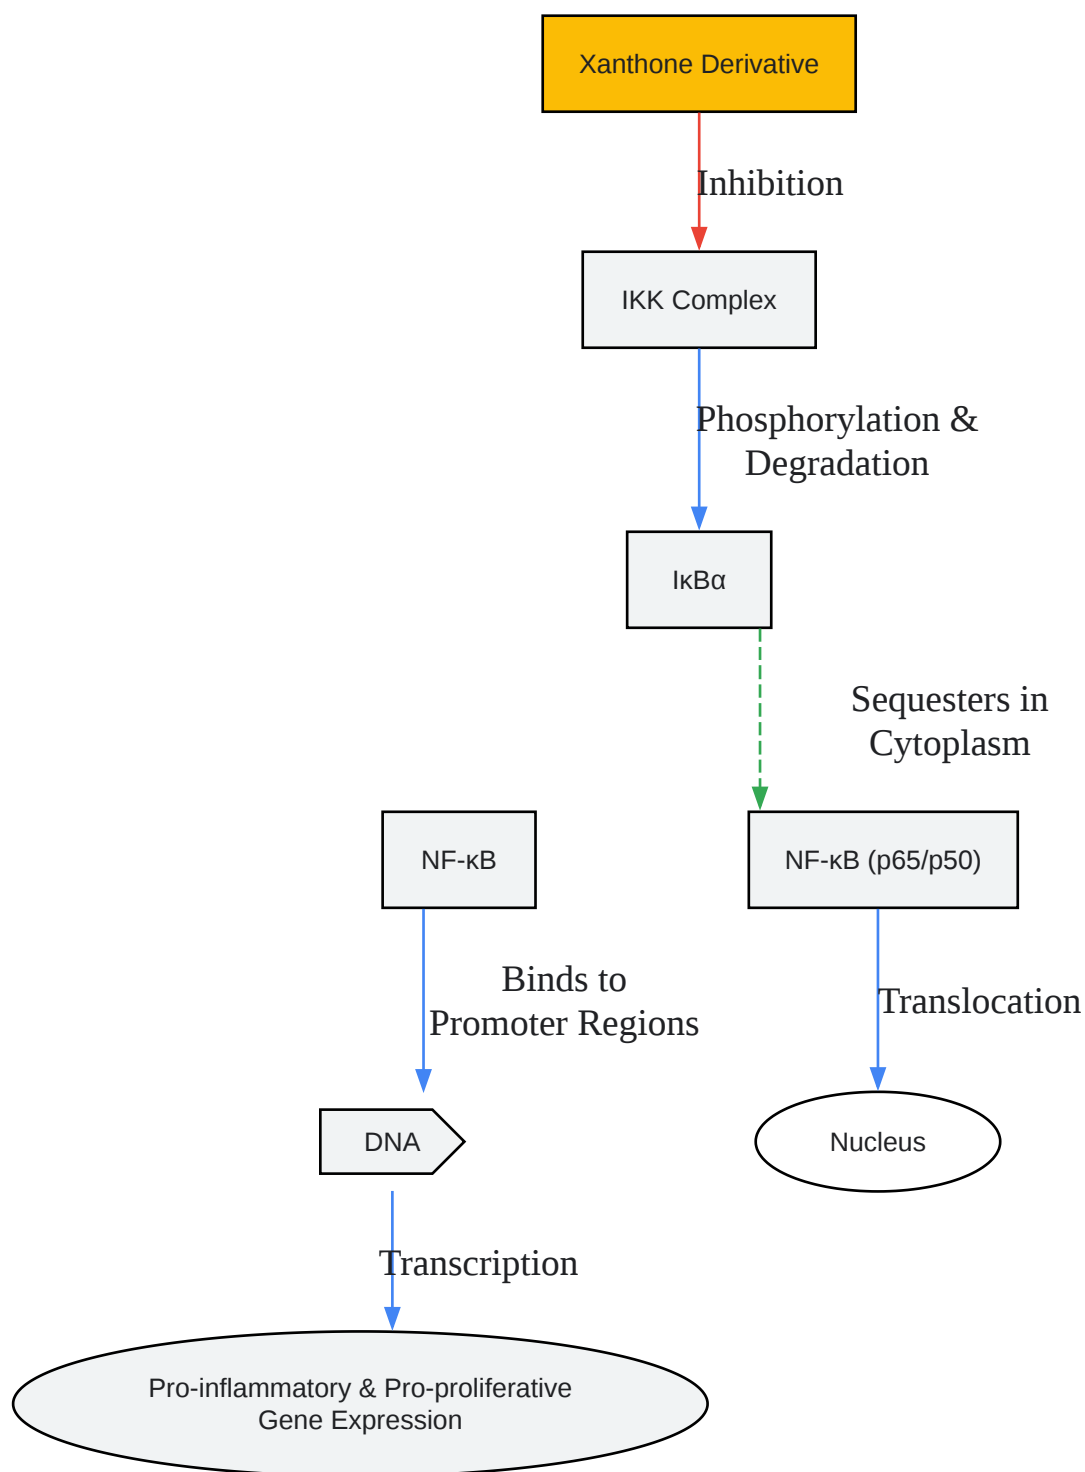 Xanthone Derivative
Inhibition
IKK Complex
Phosphorylation &
Degradation
IκBα
Sequesters in
Cytoplasm
NF-κB
NF-κB (p65/p50)
Binds to
Promoter Regions
Translocation
DNA
Nucleus
Transcription
Pro-inflammatory & Pro-proliferative
Gene Expression